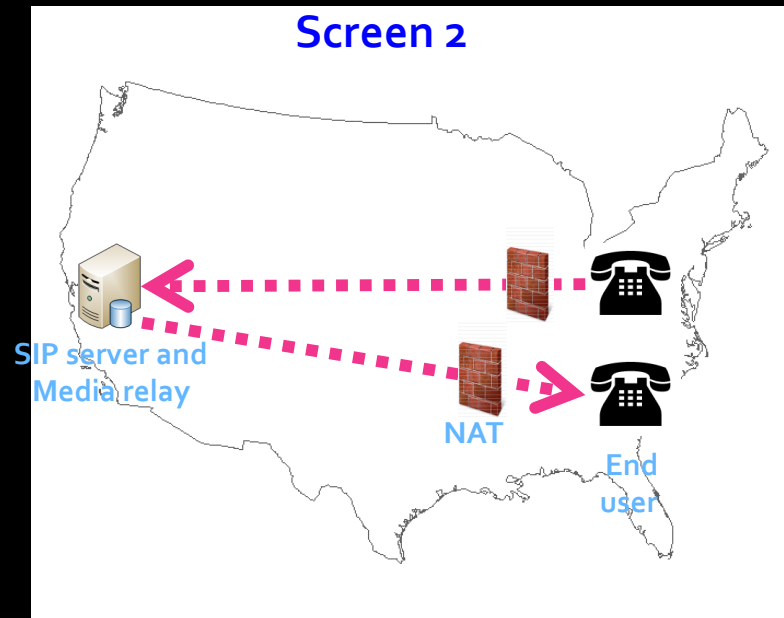 Screen 2
SIP server and
Media relay
NAT
End
user